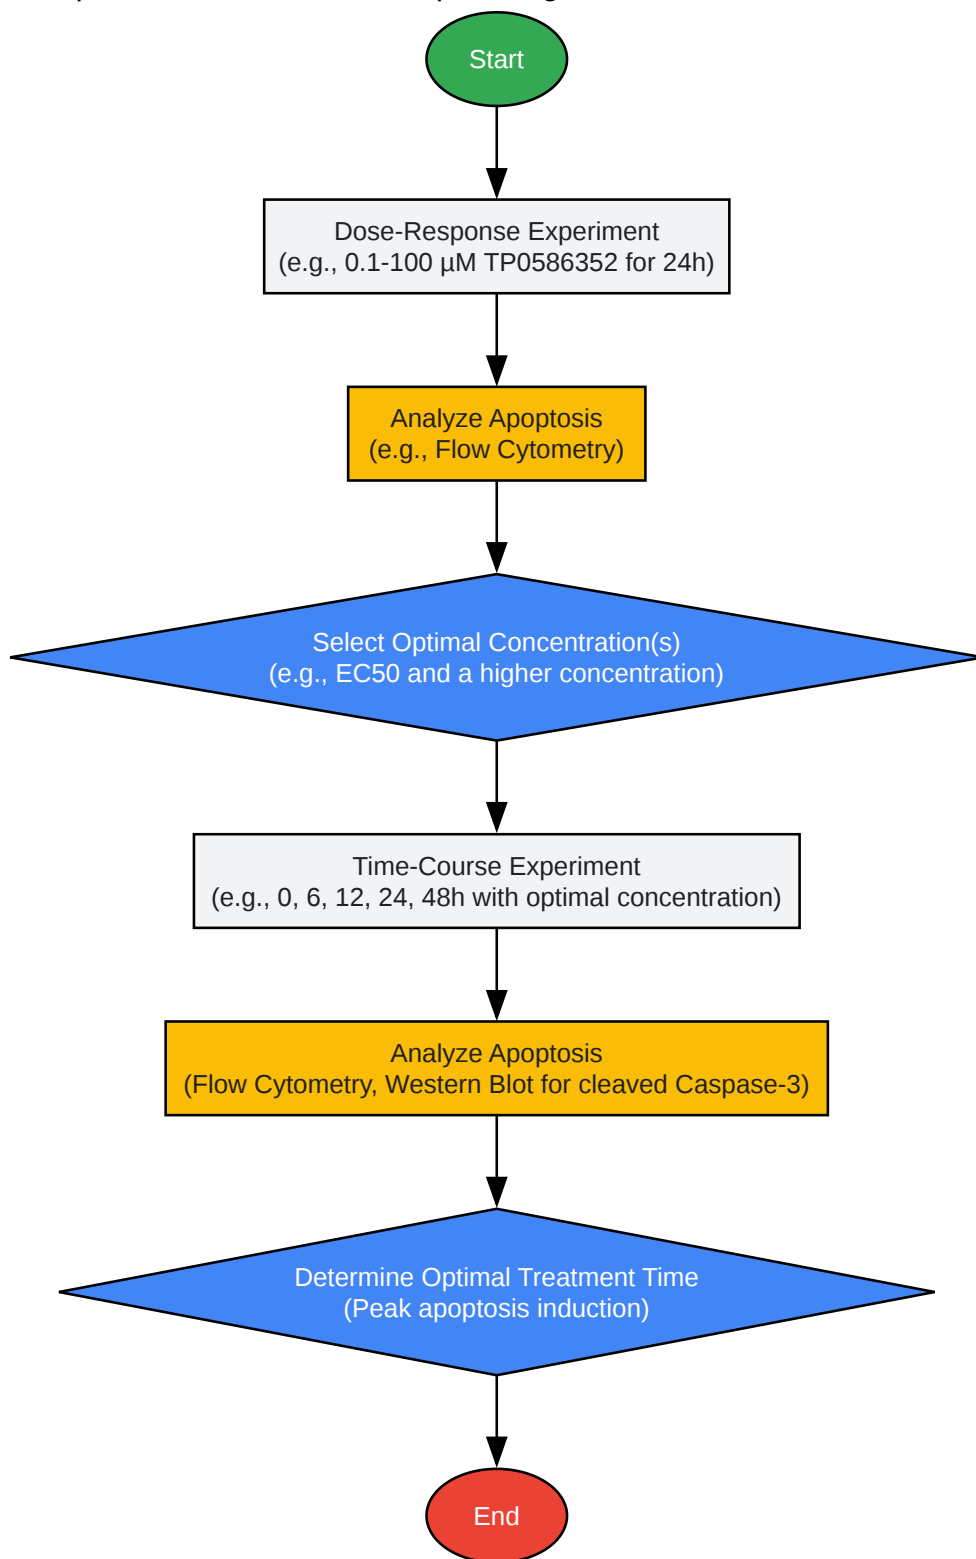 Start
Dose-Response Experiment
(e.g., 0.1-100 µM TP0586352 for 24h)
Analyze Apoptosis
(e.g., Flow Cytometry)
Select Optimal Concentration(s)
(e.g., EC50 and a higher concentration)
Time-Course Experiment
(e.g., 0, 6, 12, 24, 48h with optimal concentration)
Analyze Apoptosis
(Flow Cytometry, Western Blot for cleaved Caspase-3)
Determine Optimal Treatment Time
(Peak apoptosis induction)
End